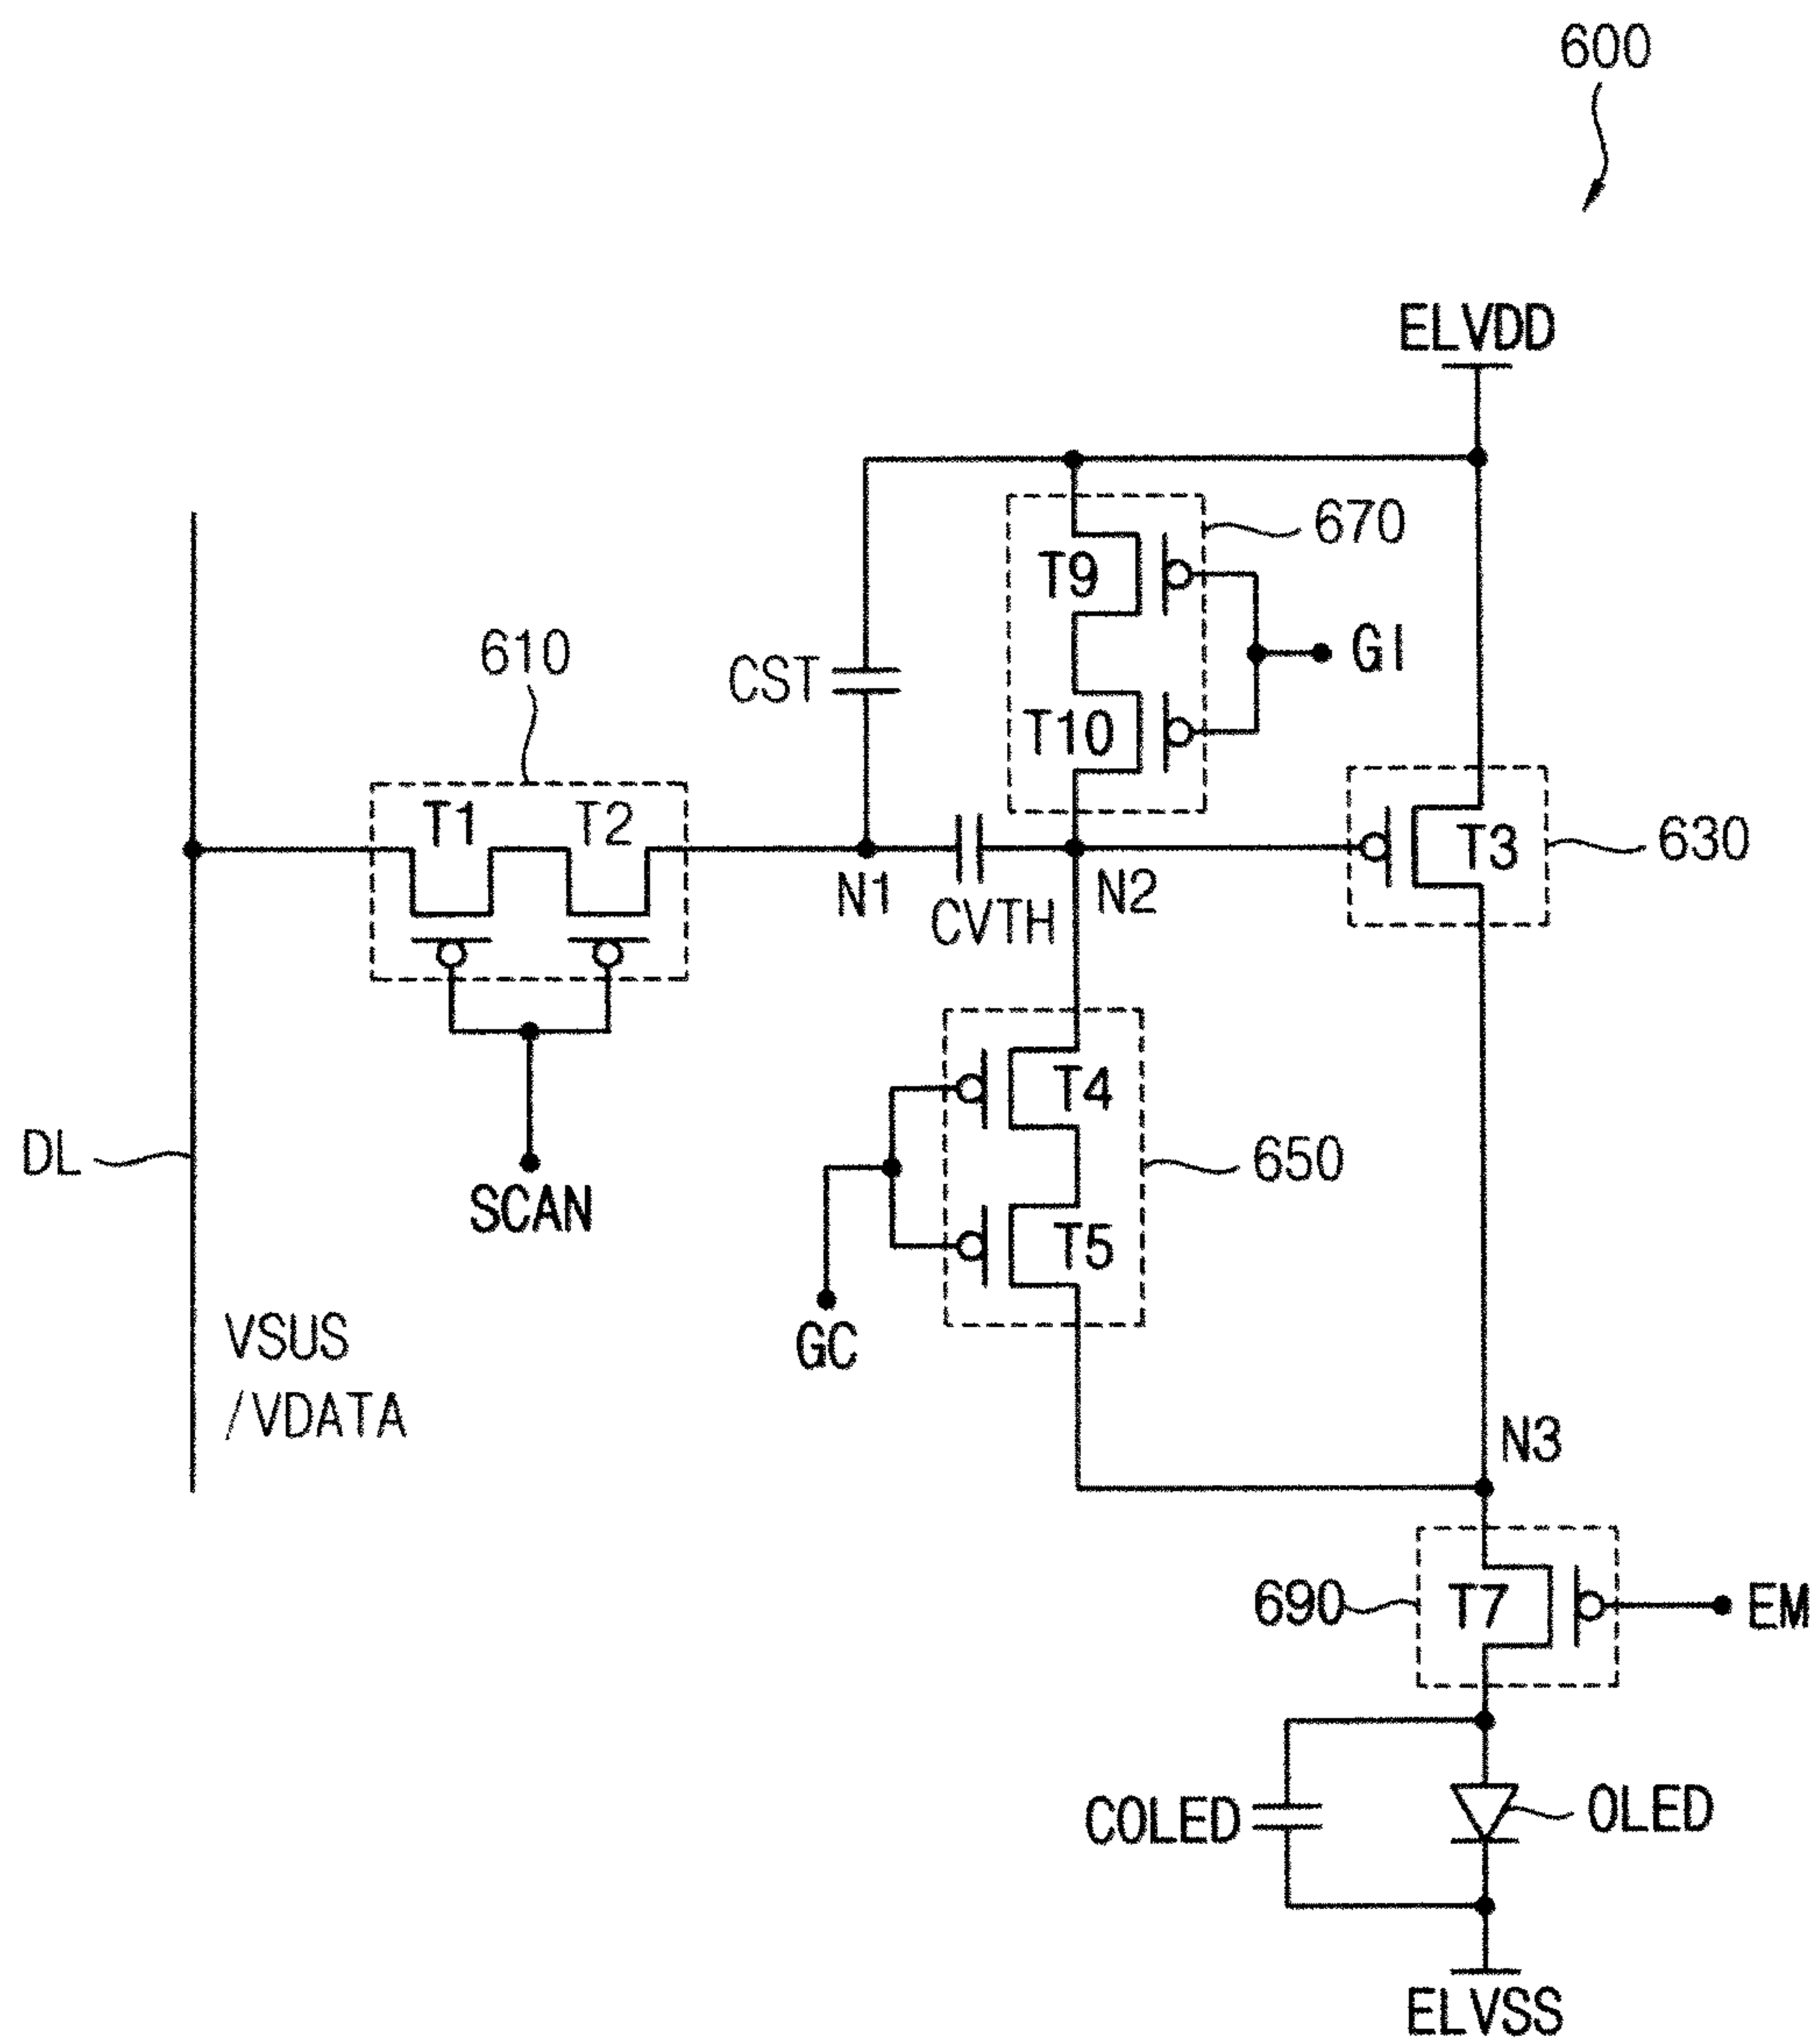 600
ELVDD
670
T9
GI
610
CST
T10
T1
T2
T3
630
N1
CVTH
N2
T4
DL
650
SCAN
T5
GC
VSUS
/VDATA
N3
690
T7
EM
COLED
OLED
ELVSS